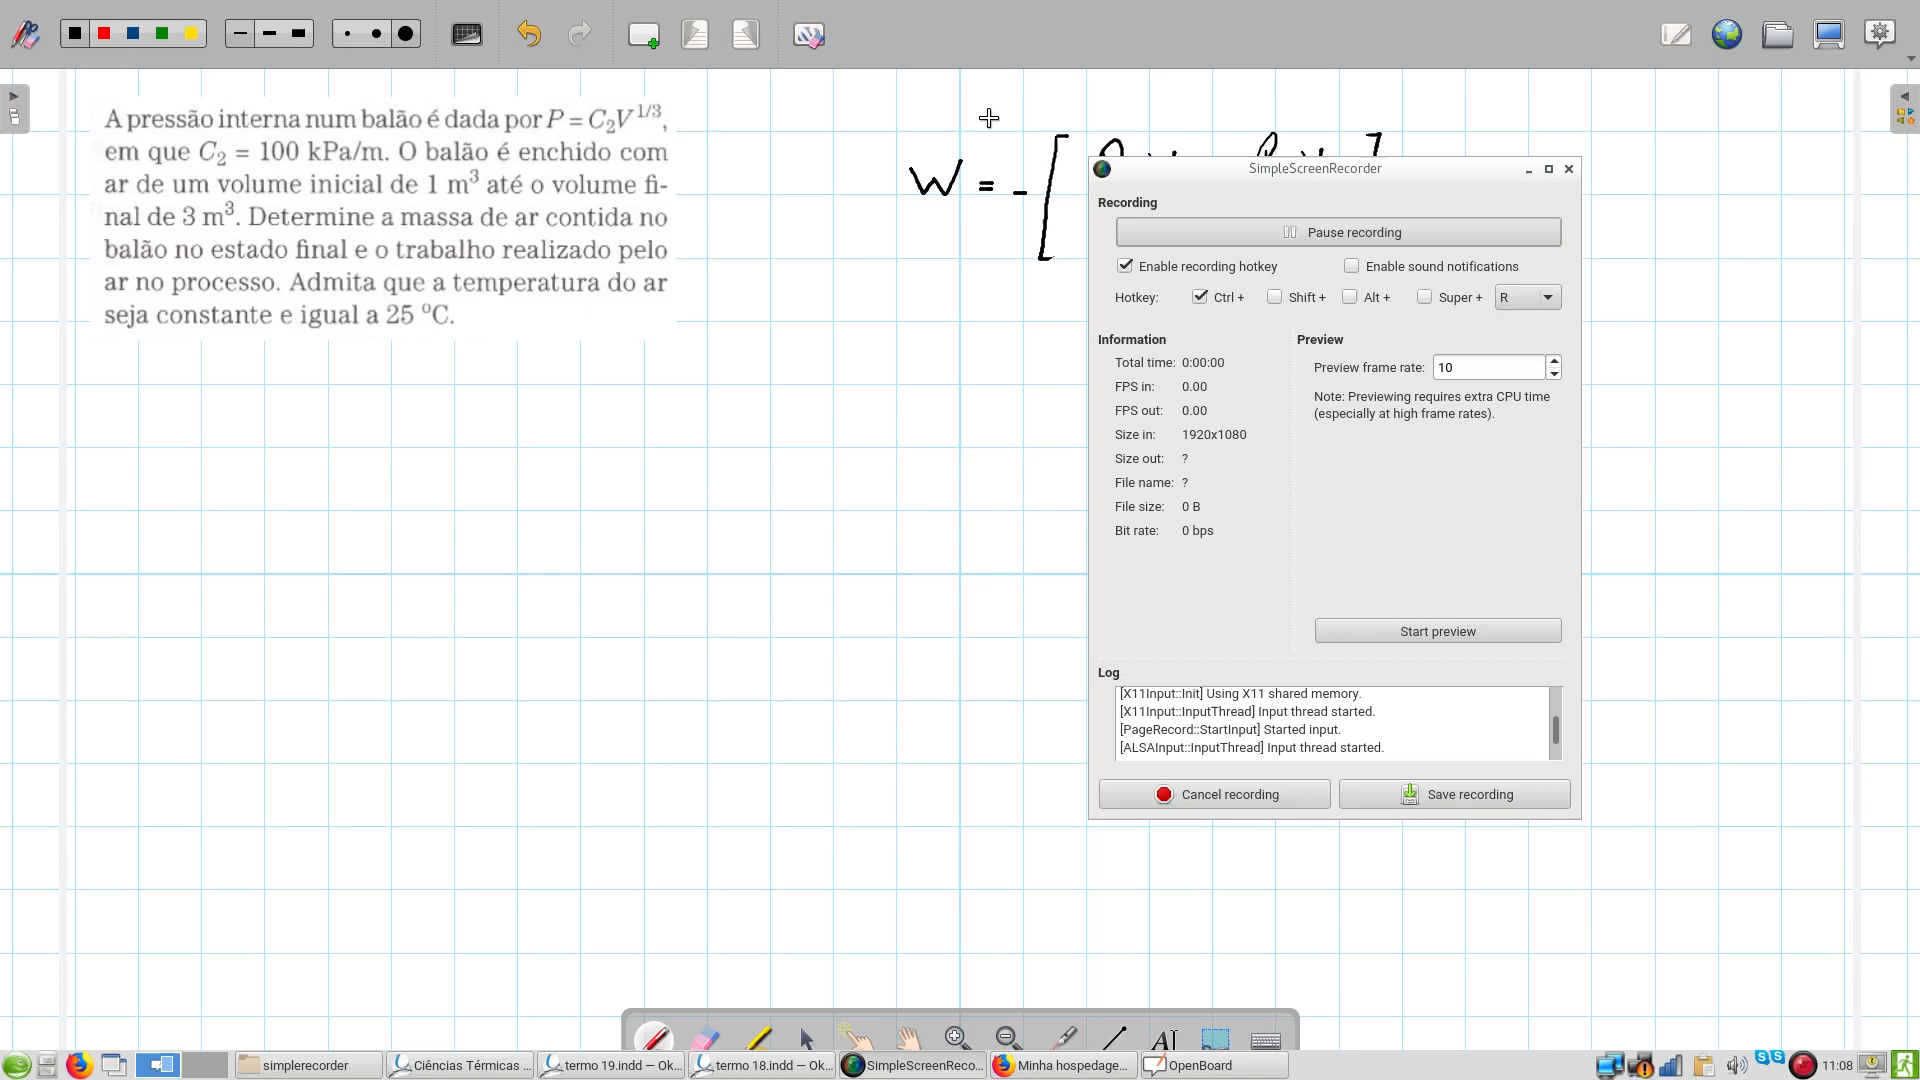 A pressão interna num balão é dada por P = C₂V^1/3,
em que C₂ = 100 kPa/m. O balão é enchido com
ar de um volume inicial de 1 m³ até o volume fi-
nal de 3 m³. Determine a massa de ar contida no
balão no estado final e o trabalho realizado pelo
ar no processo. Admita que a temperatura do ar
seja constante e igual a 25 ºC.
W = - [
SimpleScreenRecorder
Recording
Pause recording
Enable recording hotkey Enable sound notifications
Hotkey: Ctrl + Shift + Alt + Super + R
Information
Total time: 0:00:00
FPS in: 0.00
FPS out: 0.00
Size in: 1920x1080
Size out: ?
File name: ?
File size: 0 B
Bit rate: 0 bps
Preview
Preview frame rate: 10
Note: Previewing requires extra CPU time
(especially at high frame rates).
Start preview
Log
[X11Input::Init] Using X11 shared memory.
[X11Input::InputThread] Input thread started.
[PageRecord::StartInput] Started input.
[ALSAInput::InputThread] Input thread started.
Cancel recording Save recording
simplerecorder Ciências Térmicas ... termo 19.indd — Ok... termo 18.indd — Ok... SimpleScreenReco... Minha hospedage... OpenBoard 11:08